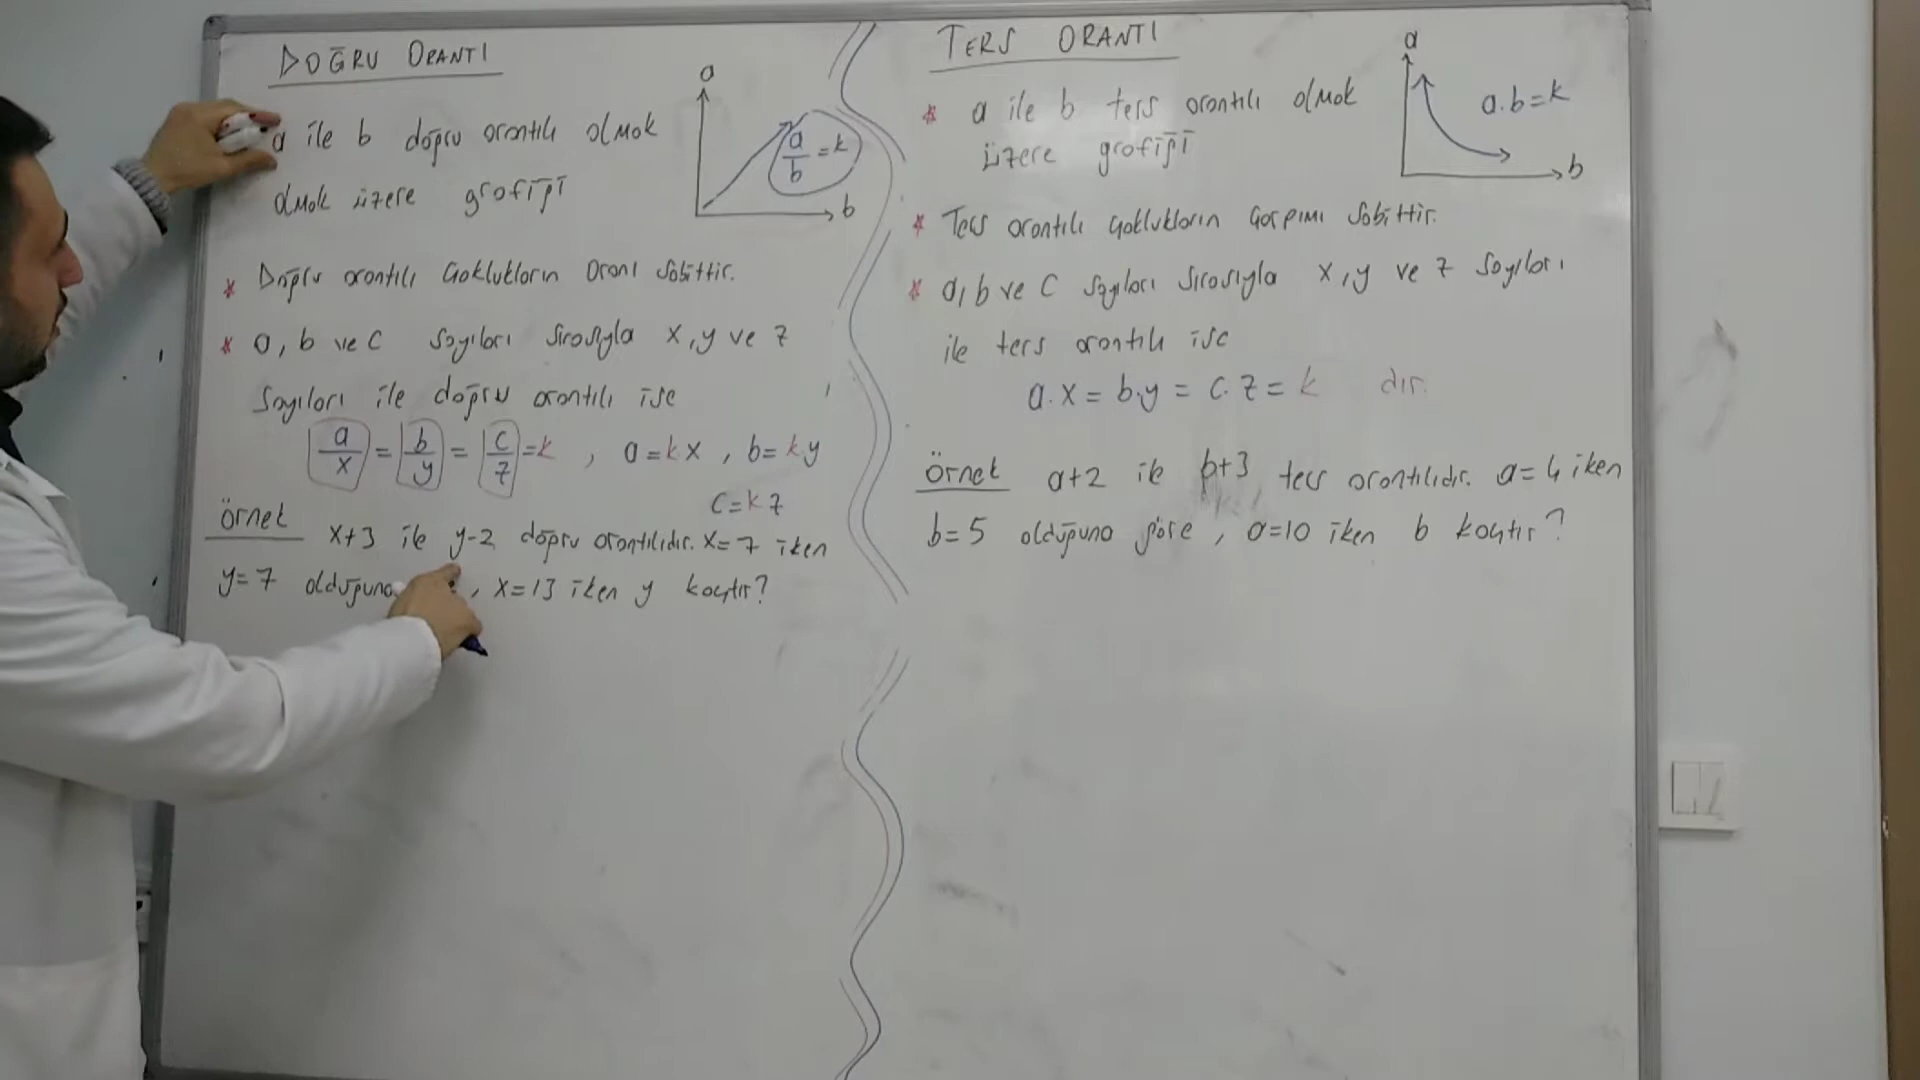 DOĞRU ORANTI
a ile b doğru orantılı olmak
olmak üzere grafiği
a
a/b = k
b
* Doğru orantılı çoklukların oranı sabittir.
* a, b ve c sayıları sırasıyla x, y ve z
sayıları ile doğru orantılı ise
a/x = b/y = c/z = k , a = kx , b = ky
c = kz
Örnek x+3 ile y-2 doğru orantılıdır. x=7 iken
y=7 olduğuna , x=13 iken y kaçtır?
TERS ORANTI
* a ile b ters orantılı olmak
üzere grafiği
a
a.b=k
b
* Ters orantılı çoklukların çarpımı sabittir.
* a, b ve c sayıları sırasıyla x, y ve z sayıları
ile ters orantılı ise
a.x = b.y = c.z = k dır.
Örnek a+2 ile b+3 ters orantılıdır. a=4 iken
b=5 olduğuna göre, a=10 iken b kaçtır?